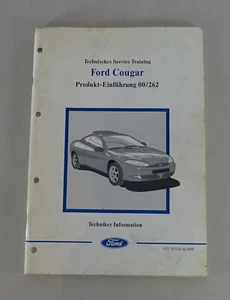 Technisches Service Training
Ford Cougar
Produkt-Einführung 00/262
Techniker Information
Ford